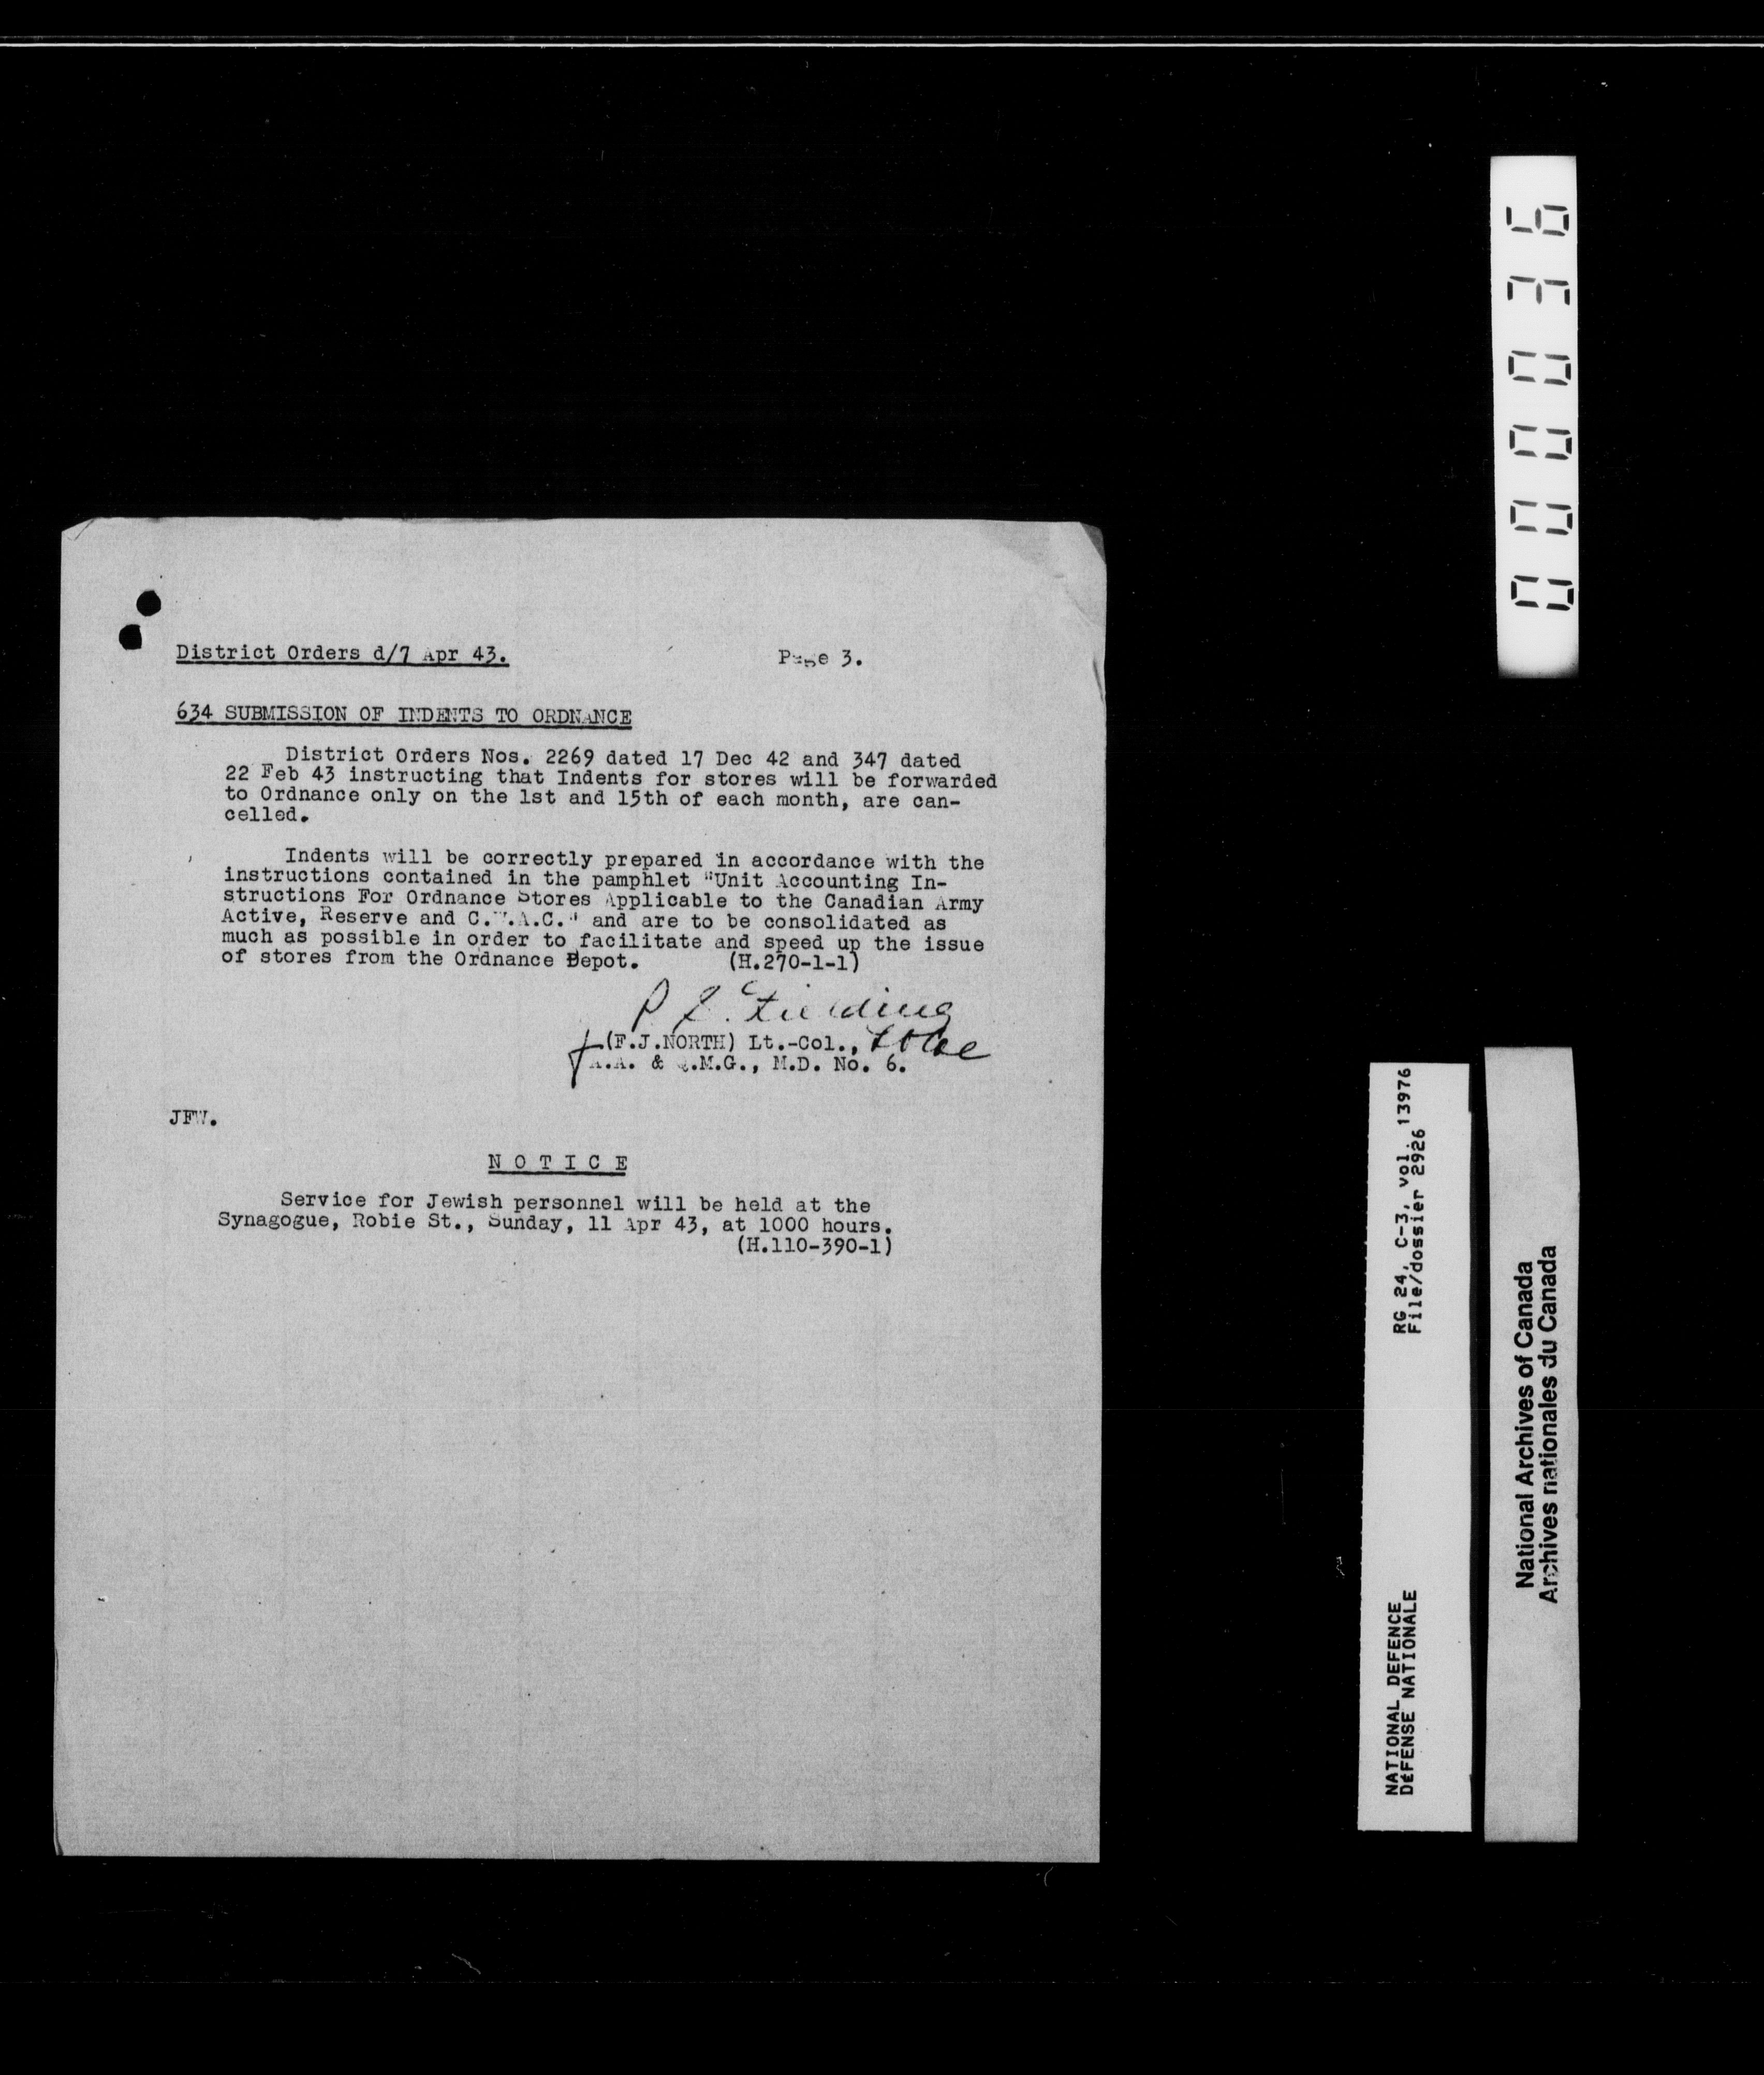 District Orders d/7 Apr 43. Page 3.
634 SUBMISSION OF INDENTS TO ORDNANCE
District Orders Nos. 2269 dated 17 Dec 42 and 347 dated
22 Feb 43 instructing that Indents for stores will be forwarded
to Ordnance only on the 1st and 15th of each month, are can-
celled.
Indents will be correctly prepared in accordance with the
instructions contained in the pamphlet "Unit Accounting In-
structions For Ordnance Stores Applicable to the Canadian Army
Active, Reserve and C.W.A.C." and are to be consolidated as
much as possible in order to facilitate and speed up the issue
of stores from the Ordnance Depot. (H.270-1-1)
Fielding
(F.J.NORTH) Lt.-Col.,
A.A. & Q.M.G., M.D. No. 6.
JFW.
NOTICE
Service for Jewish personnel will be held at the
Synagogue, Robie St., Sunday, 11 Apr 43, at 1000 hours.
(H.110-390-1)
000036
RG 24, C-3, vol. 13976
File/dossier 2926
NATIONAL DEFENCE
DéFENSE NATIONALE
National Archives of Canada
Archives nationales du Canada